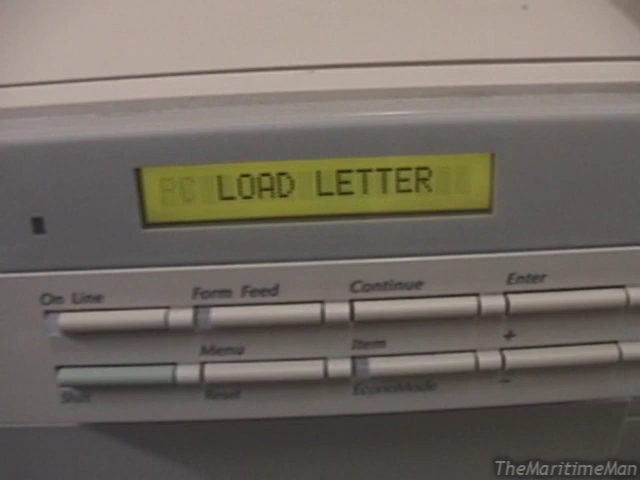 PC LOAD LETTER
On Line Form Feed Continue Enter
Menu Item +
Shift Reset EconoMode -
TheMaritimeMan